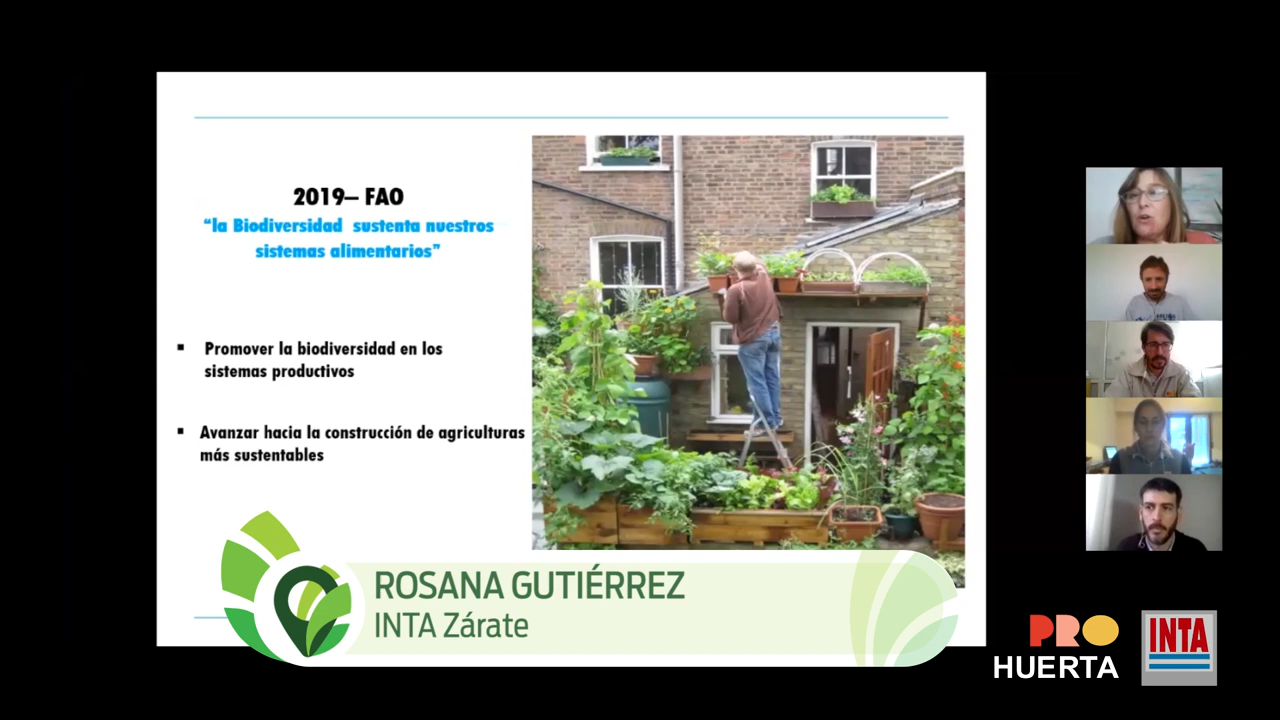 2019– FAO
“la Biodiversidad sustenta nuestros
sistemas alimentarios”
▪ Promover la biodiversidad en los
sistemas productivos
▪ Avanzar hacia la construcción de agriculturas
más sustentables
ROSANA GUTIÉRREZ
INTA Zárate
PRO
HUERTA
INTA